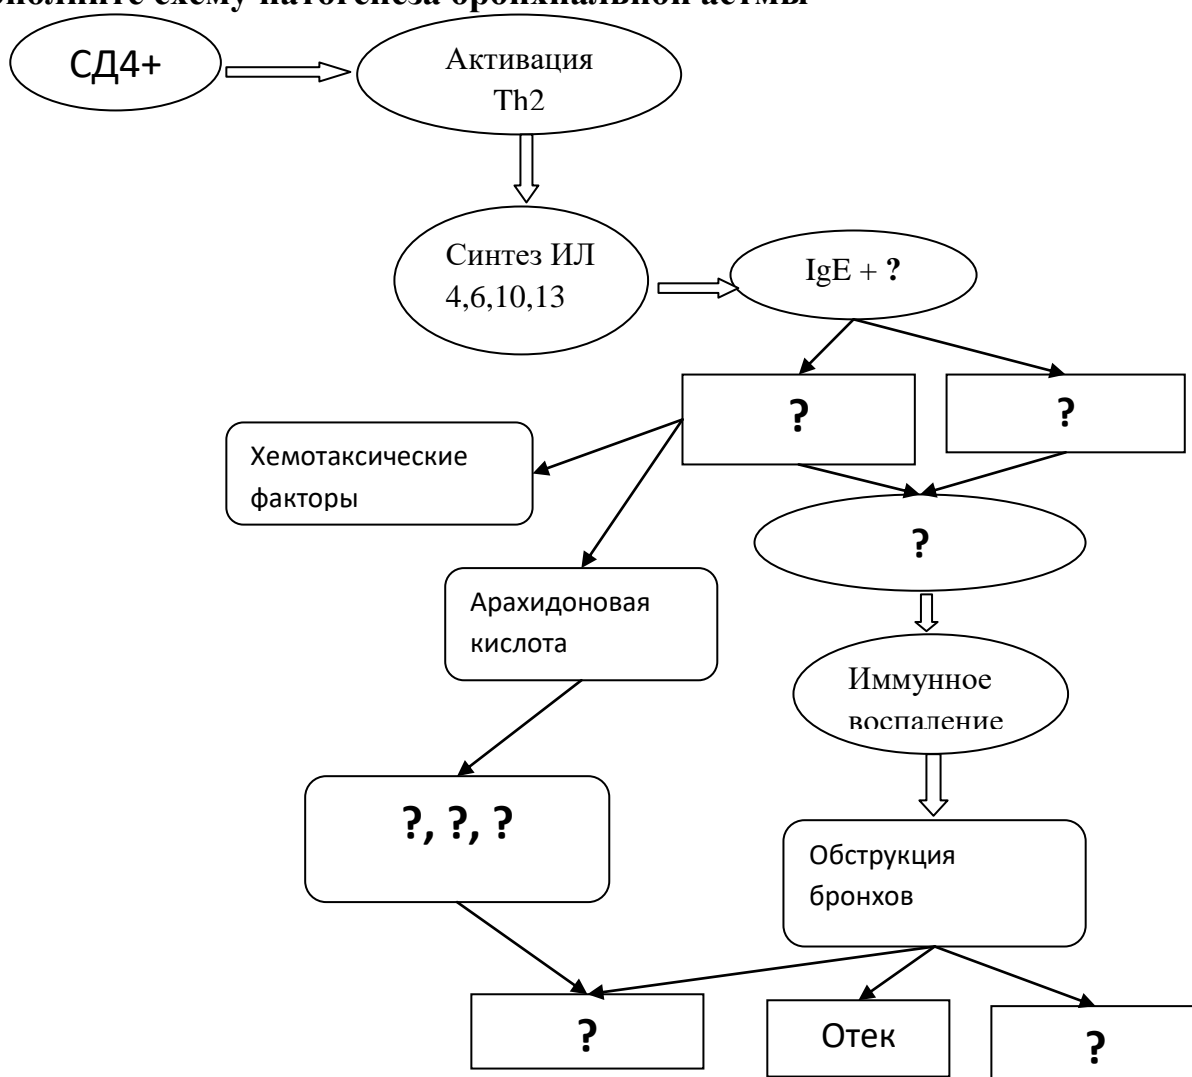 схему патогенеза бронхиальной астмы
СД4+
Активация
Th2
Синтез ИЛ
4,6,10,13
IgE + ?
?
?
Хемотаксические
факторы
?
Арахидоновая
кислота
Иммунное
воспаление
?, ?, ?
Обструкция
бронхов
?
Отек
?